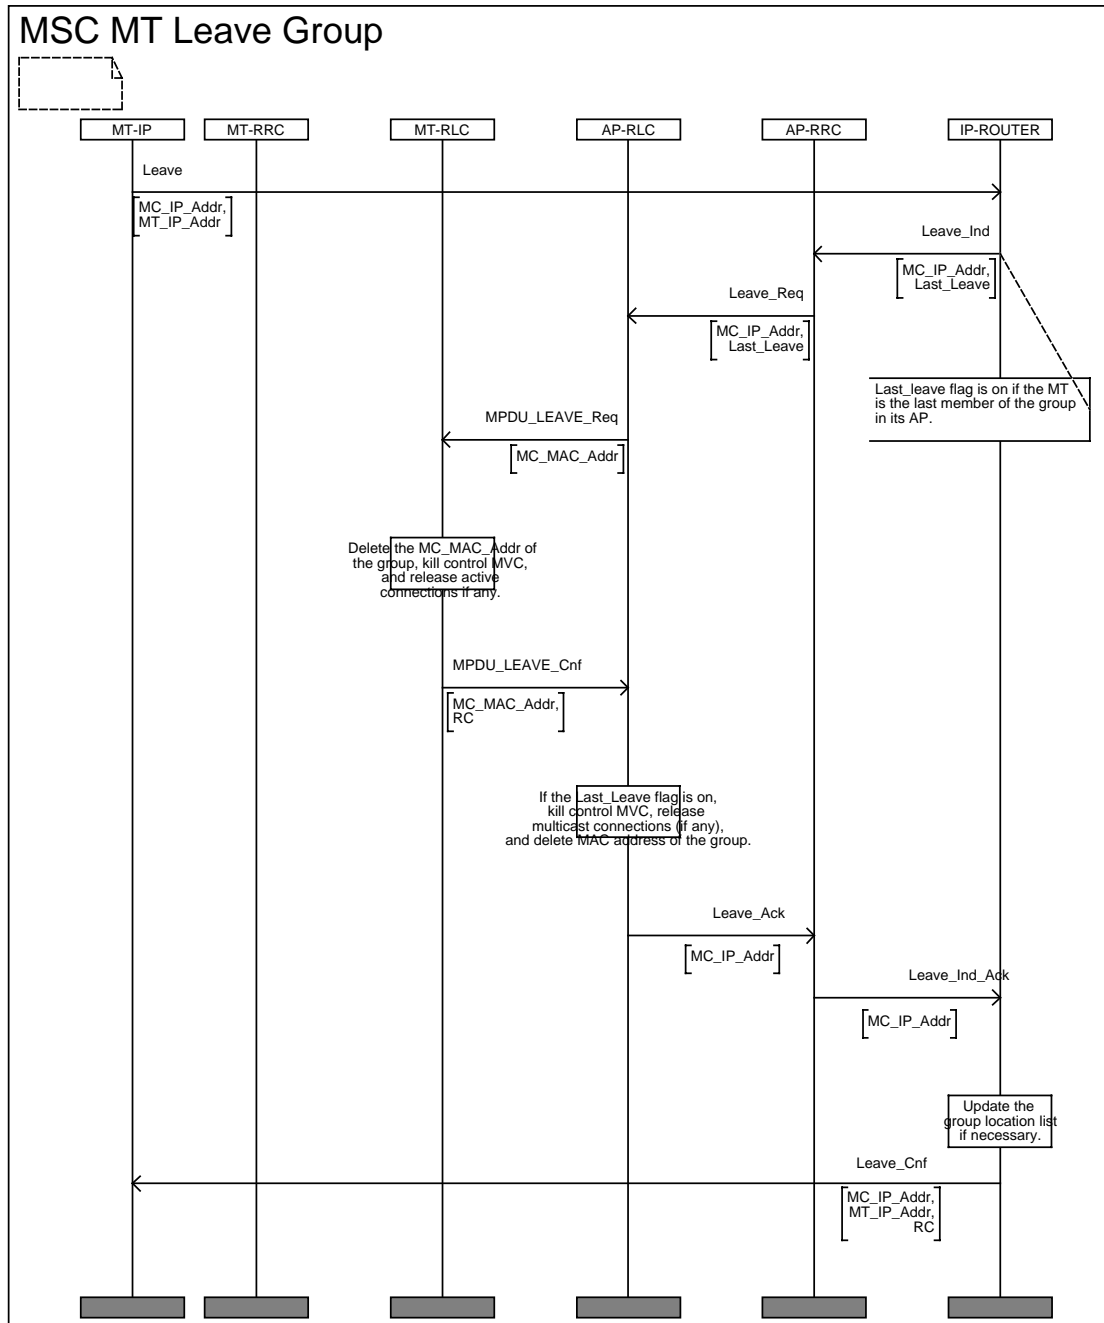 MSC MT Leave Group
MT-IP
MT-RRC
MT-RLC
AP-RLC
AP-RRC
IP-ROUTER
Leave
MC_IP_Addr,
MT_IP_Addr
Leave_Ind
MC_IP_Addr,
Last_Leave
Leave_Req
MC_IP_Addr,
Last_Leave
Last_leave flag is on if the MT
is the last member of the group
in its AP.
MPDU_LEAVE_Req
MC_MAC_Addr
Delete the MC_MAC_Addr of
the group, kill control MVC,
and release active
connections if any.
MPDU_LEAVE_Cnf
MC_MAC_Addr,
RC
If the Last_Leave flag is on,
kill control MVC, release
multicast connections (if any),
and delete MAC address of the group.
Leave_Ack
MC_IP_Addr
Leave_Ind_Ack
MC_IP_Addr
Update the
group location list
if necessary.
Leave_Cnf
MC_IP_Addr,
MT_IP_Addr,
RC